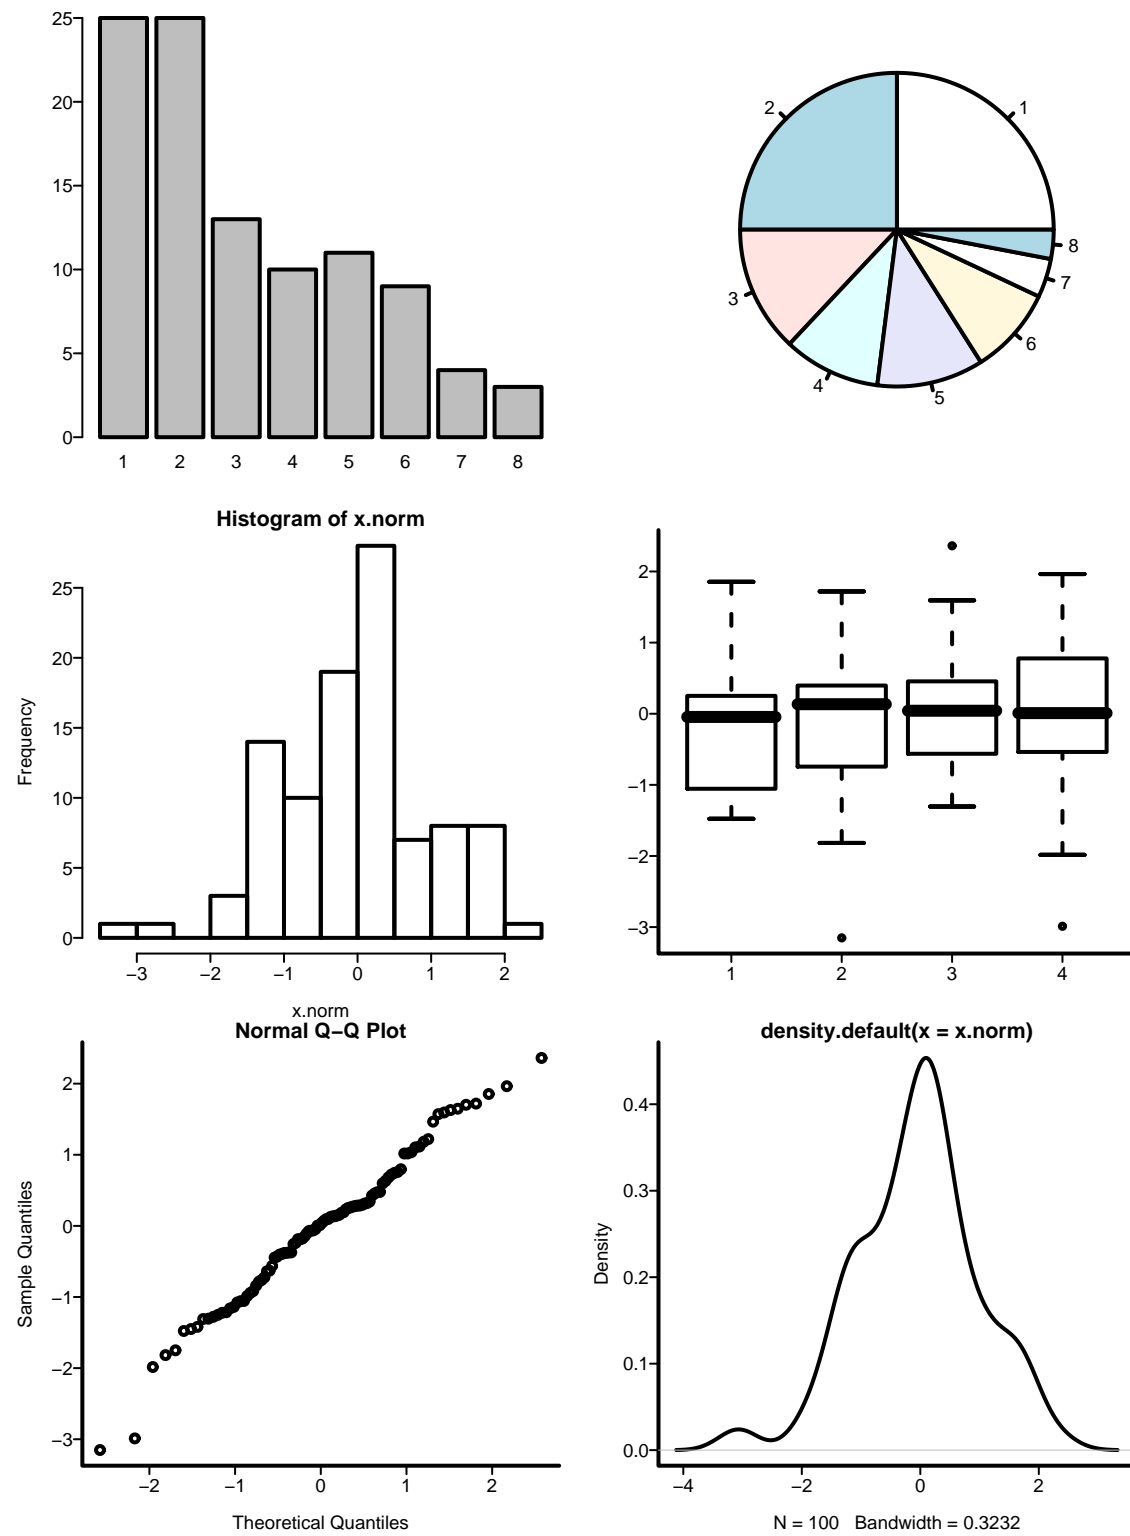 25
20
15
10
5
0
1 2 3 4 5 6 7 8
1
2
3
4
5
6
7
8
Histogram of x.norm
Frequency
25
20
15
10
5
0
−3 −2 −1 0 1 2
x.norm
2
1
0
−1
−2
−3
1 2 3 4
Normal Q−Q Plot
Sample Quantiles
2
1
0
−1
−2
−3
−2 −1 0 1 2
Theoretical Quantiles
density.default(x = x.norm)
Density
0.4
0.3
0.2
0.1
0.0
−4 −2 0 2
N = 100 Bandwidth = 0.3232